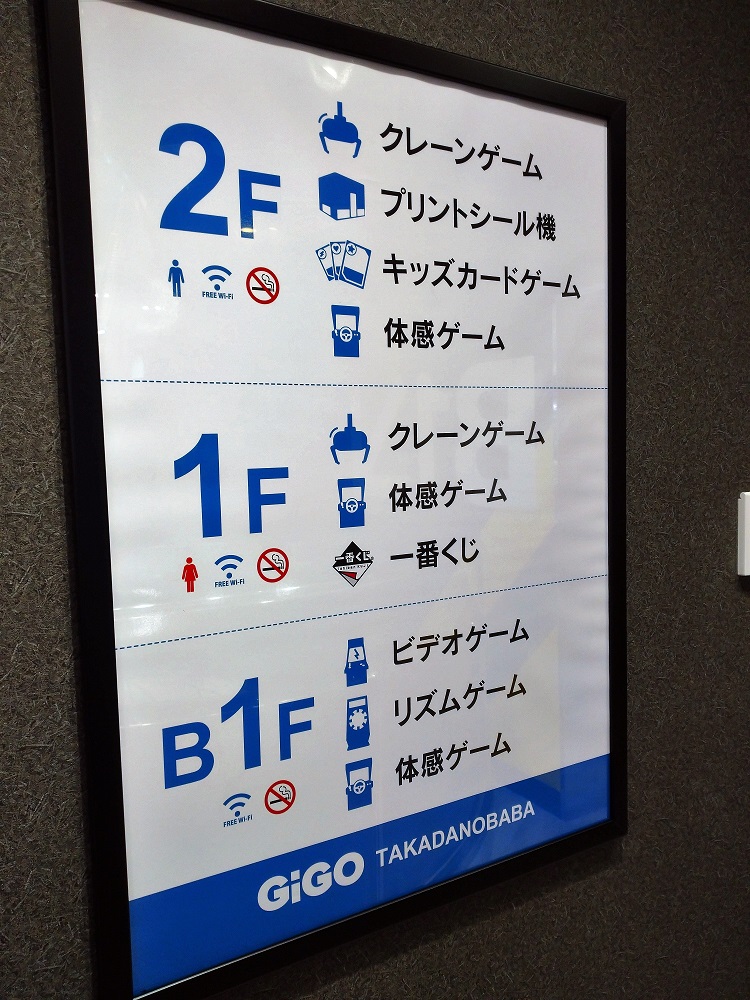 2F
クレーンゲーム
プリントシール機
キッズカードゲーム
体感ゲーム
FREE Wi-Fi
1F
クレーンゲーム
体感ゲーム
一番くじ
一番くじ
FREE Wi-Fi
B1F
ビデオゲーム
リズムゲーム
体感ゲーム
FREE Wi-Fi
GiGO TAKADANOBABA